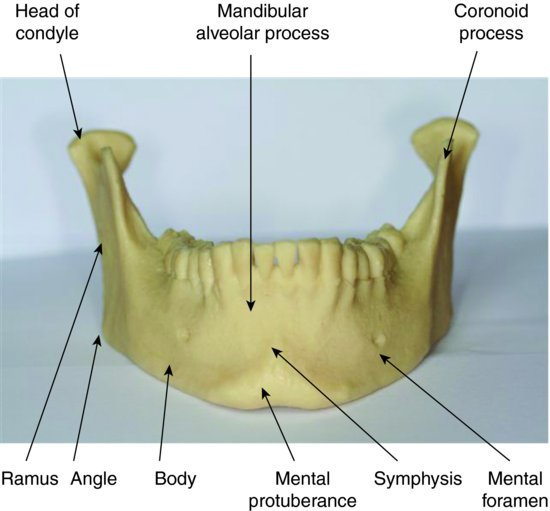 Head of
condyle
Mandibular
alveolar process
Coronoid
process
Ramus
Angle
Body
Mental
protuberance
Symphysis
Mental
foramen